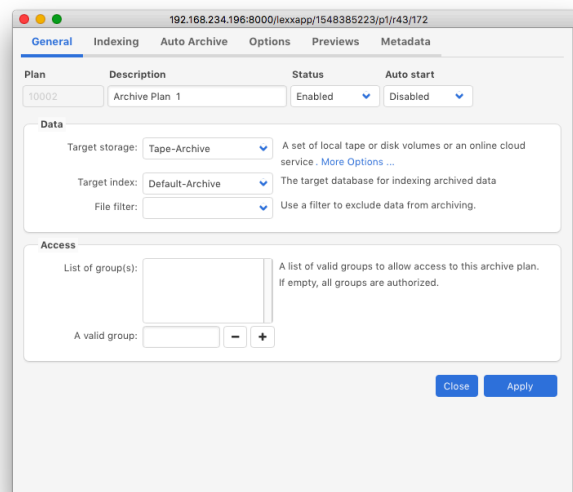 192.168.234.196:8000/lexxapp/1548385223/p1/r43/172
General Indexing Auto Archive Options Previews Metadata
Plan Description Status Auto start
10002 Archive Plan 1 Enabled Disabled
Data
Target storage: Tape-Archive A set of local tape or disk volumes or an online cloud
service . More Options ...
Target index: Default-Archive The target database for indexing archived data
File filter: Use a filter to exclude data from archiving.
Access
List of group(s): A list of valid groups to allow access to this archive plan.
If empty, all groups are authorized.
A valid group: − +
Close Apply